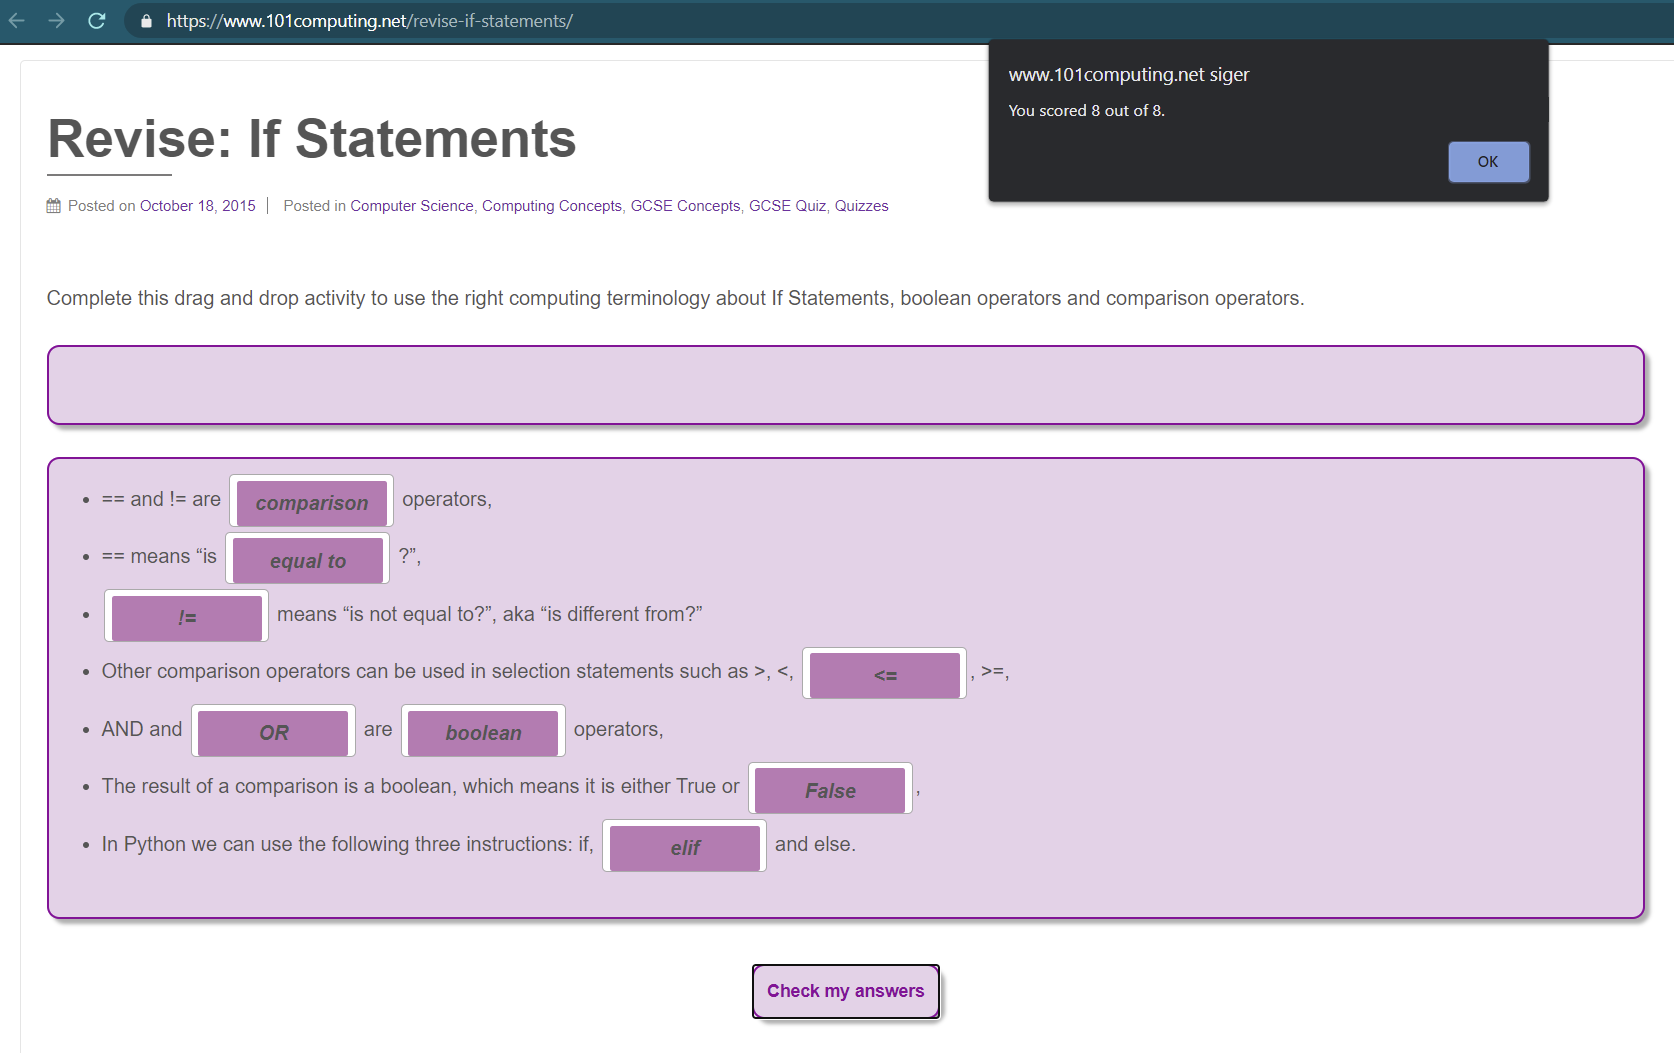 https://www.101computing.net/revise-if-statements/
www.101computing.net siger
You scored 8 out of 8.
OK
Revise: If Statements
Posted on October 18, 2015 | Posted in Computer Science, Computing Concepts, GCSE Concepts, GCSE Quiz, Quizzes
Complete this drag and drop activity to use the right computing terminology about If Statements, boolean operators and comparison operators.
• == and != are comparison operators,
• == means “is equal to ?”,
• != means “is not equal to?”, aka “is different from?”
• Other comparison operators can be used in selection statements such as >, <, <= , >=,
• AND and OR are boolean operators,
• The result of a comparison is a boolean, which means it is either True or False ,
• In Python we can use the following three instructions: if, elif and else.
Check my answers